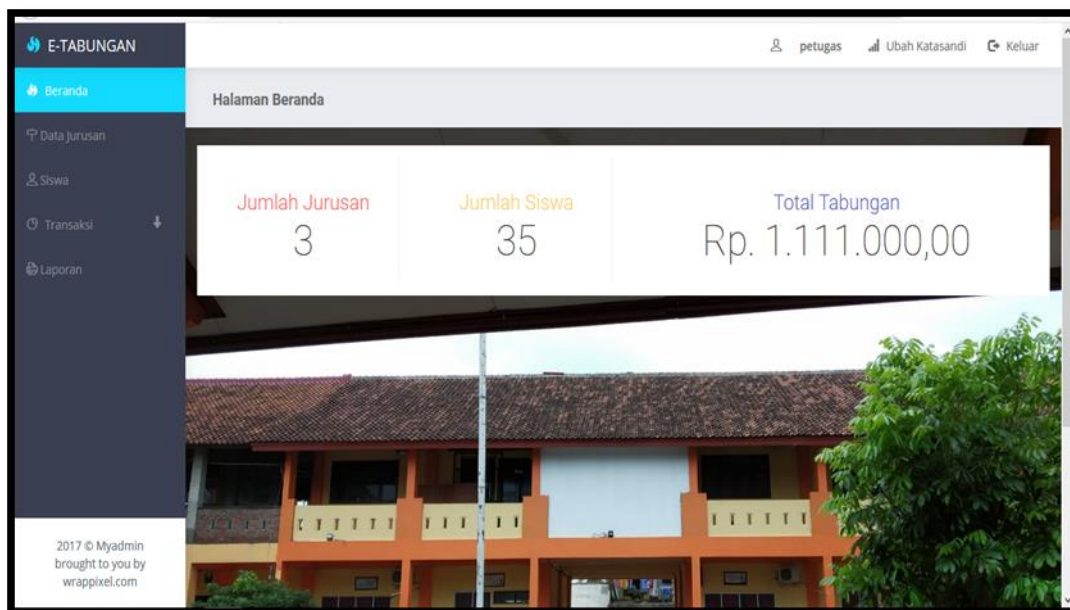 E-TABUNGAN
petugas
Ubah Katasandi
Keluar
Beranda
Data Jurusan
Siswa
Transaksi
Laporan
Halaman Beranda
Jumlah Jurusan
3
Jumlah Siswa
35
Total Tabungan
Rp. 1.111.000,00
2017 © Myadmin
brought to you by
wrappixel.com